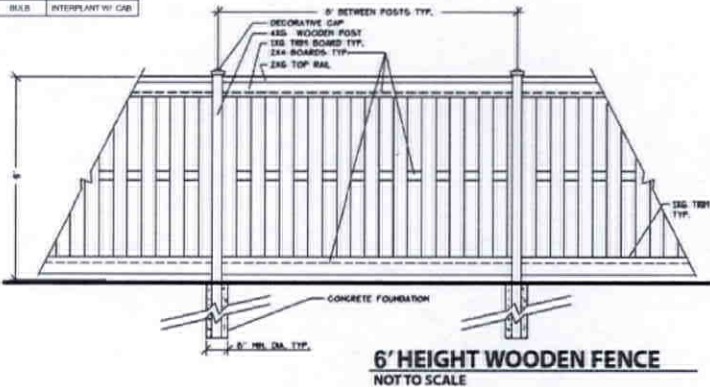 BULB INTERPLANT W/ CAB
8' BETWEEN POSTS TYP.
DECORATIVE CAP
4X6 WOODEN POST
1X6 TRIM BOARD TYP.
2X4 BOARDS TYP.
2X6 TOP RAIL
6'
1X6 TRIM
TYP.
CONCRETE FOUNDATION
8" MIN. DIA. TYP.
6' HEIGHT WOODEN FENCE
NOT TO SCALE